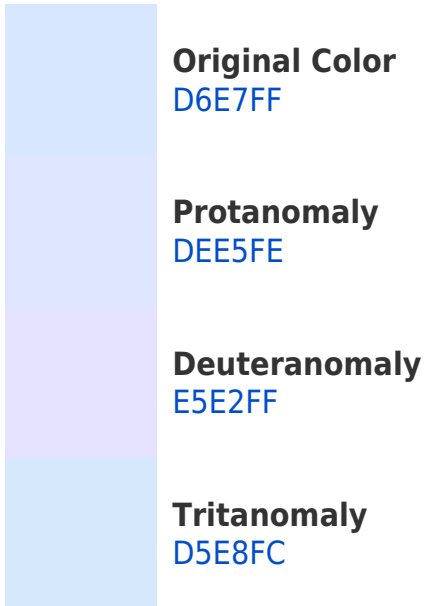 Original Color
D6E7FF
Protanomaly
DEE5FE
Deuteranomaly
E5E2FF
Tritanomaly
D5E8FC